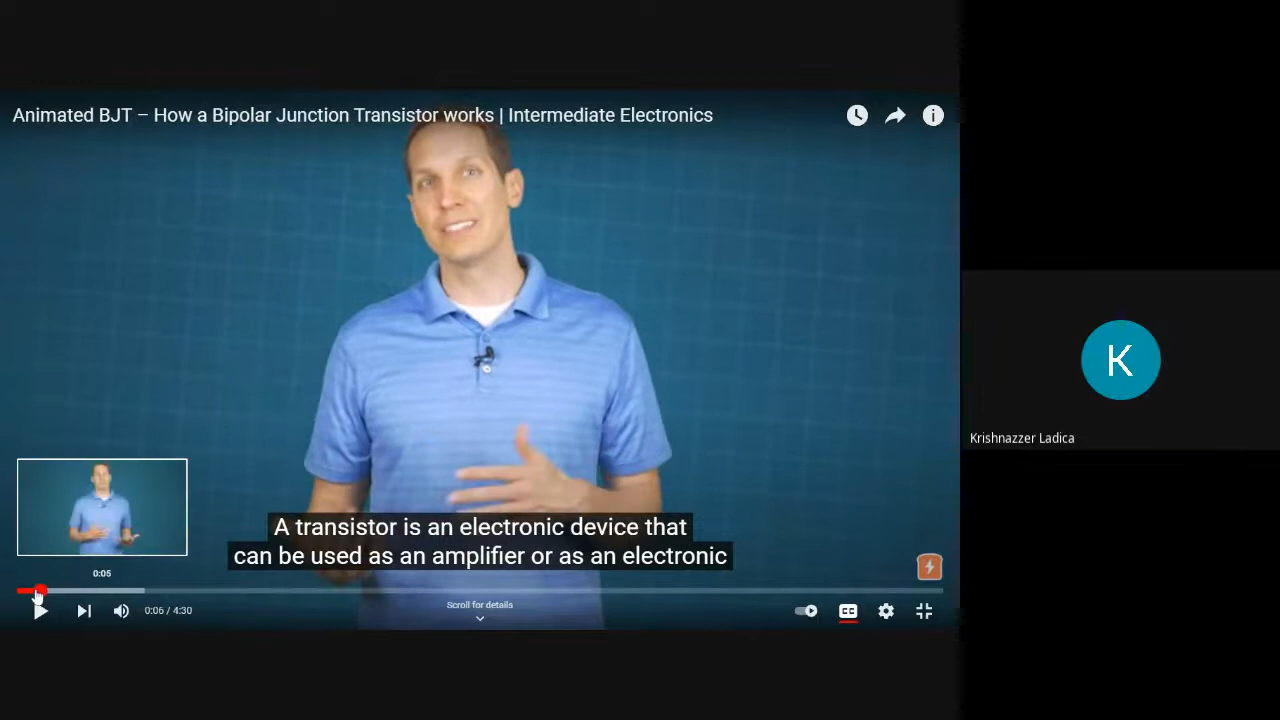 Animated BJT – How a Bipolar Junction Transistor works | Intermediate Electronics
K
Krishnazzer Ladica
A transistor is an electronic device that
can be used as an amplifier or as an electronic
0:05
0:06 / 4:30
Scroll for details
CC